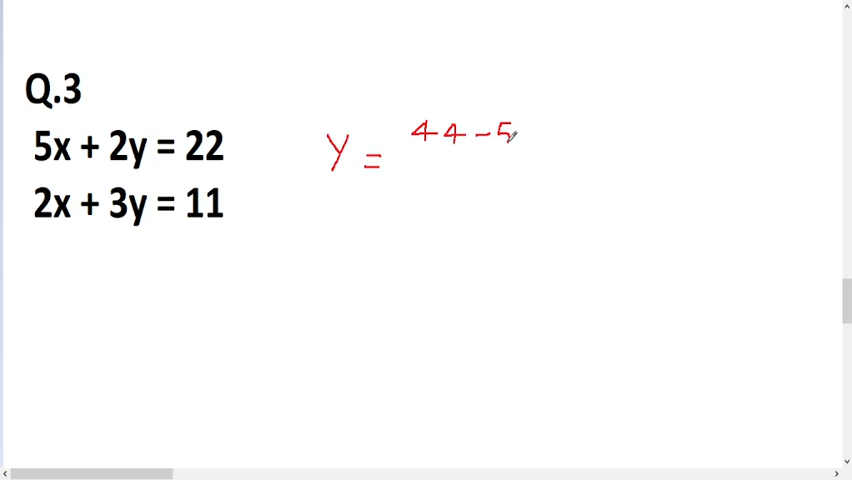 Q.3
5x + 2y = 22
2x + 3y = 11
y = 44 - 5